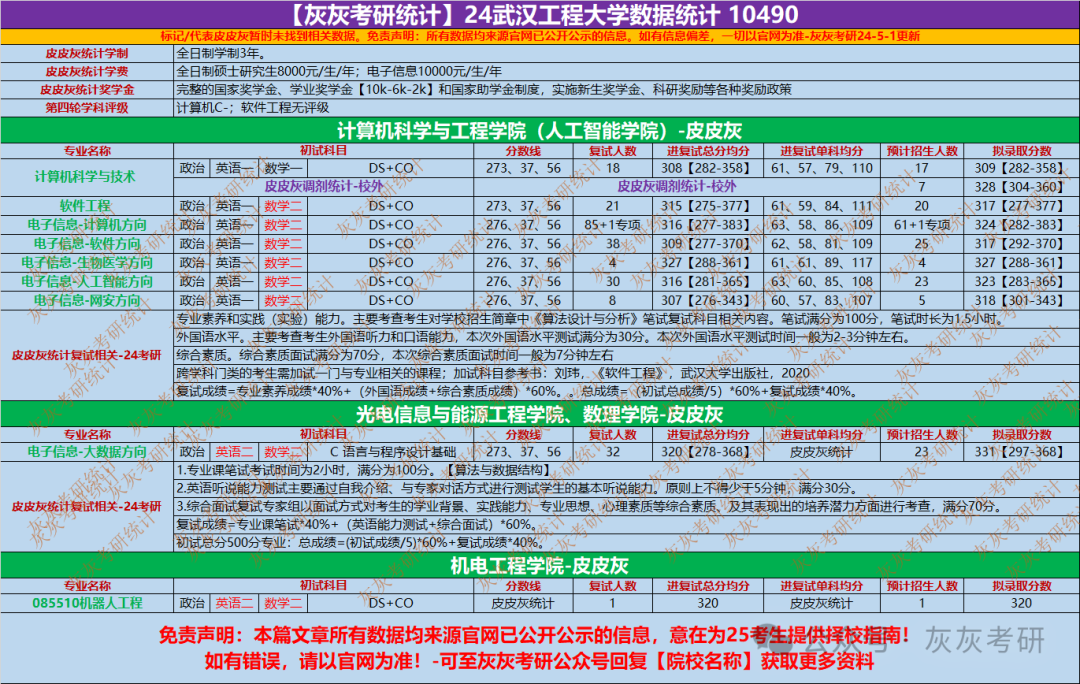 【灰灰考研统计】24武汉工程大学数据统计 10490
标记/代表皮皮灰暂时未找到相关数据。免责声明：所有数据均来源官网已公开公示的信息。如有信息偏差，一切以官网为准-灰灰考研24-5-1更新
皮皮灰统计学制 全日制学制3年。
皮皮灰统计学费 全日制硕士研究生8000元/生/年；电子信息10000元/生/年
皮皮灰统计奖学金 完整的国家奖学金、学业奖学金【10k-6k-2k】和国家助学金制度，实施新生奖学金、科研奖励等各种奖励政策
第四轮学科评级 计算机C-；软件工程无评级
计算机科学与工程学院（人工智能学院）-皮皮灰
专业名称 初试科目 分数线 复试人数 进复试总分均分 进复试单科均分 预计招生人数 拟录取分数
计算机科学与技术 政治 英语一 数学一 DS+CO 273、37、56 18 308【282-358】 61、57、79、110 17 309【282-358】
皮皮灰调剂统计-校外 皮皮灰调剂统计-校外 7 328【304-360】
软件工程 政治 英语一 数学二 DS+CO 273、37、56 21 315【275-377】 61、59、84、111 20 317【277-377】
电子信息-计算机方向 政治 英语一 数学二 DS+CO 276、37、56 85+1专项 316【277-383】 63、58、86、109 61+1专项 324【282-383】
电子信息-软件方向 政治 英语一 数学二 DS+CO 276、37、56 38 309【277-370】 62、58、81、109 25 317【292-370】
电子信息-生物医学方向 政治 英语一 数学二 DS+CO 276、37、56 4 327【288-361】 61、61、89、117 4 327【288-361】
电子信息-人工智能方向 政治 英语一 数学二 DS+CO 276、37、56 30 316【281-365】 63、60、85、108 23 323【283-365】
电子信息-网安方向 政治 英语一 数学二 DS+CO 276、37、56 8 307【276-343】 60、57、83、107 5 318【301-343】
皮皮灰统计复试相关-24考研
专业素养和实践（实验）能力。主要考查考生对学校招生简章中《算法设计与分析》笔试复试科目相关内容。笔试满分为100分，笔试时长为1.5小时。
外国语水平。主要考查考生外国语听力和口语能力，本次外国语水平测试满分为30分。本次外国语水平测试时间一般为2-3分钟左右。
综合素质。综合素质面试满分为70分，本次综合素质面试时间一般为7分钟左右
跨学科门类的考生需加试一门与专业相关的课程；加试科目参考书：刘玮，《软件工程》，武汉大学出版社，2020
复试成绩=专业素养成绩*40%+（外国语成绩+综合素质成绩）*60%。。总成绩=（初试总成绩/5）*60%+复试成绩*40%。
光电信息与能源工程学院、数理学院-皮皮灰
专业名称 初试科目 分数线 复试人数 进复试总分均分 进复试单科均分 预计招生人数 拟录取分数
电子信息-大数据方向 政治 英语二 数学二 C 语言与程序设计基础 273、37、56 32 320【278-368】 皮皮灰统计 23 331【297-368】
皮皮灰统计复试相关-24考研
1.专业课笔试考试时间为2小时，满分为100分。【算法与数据结构】
2.英语听说能力测试主要通过自我介绍、与专家对话方式进行测试学生的基本听说能力。原则上不得少于5分钟，满分30分。
3.综合面试复试专家组以面试方式对考生的学业背景、实践能力、专业思想、心理素质等综合素质、及其表现出的培养潜力方面进行考查，满分70分。
复试成绩=专业课笔试*40%+（英语能力测试+综合面试）*60%。
初试总分500分专业：总成绩=(初试成绩/5)*60%+复试成绩*40%。
机电工程学院-皮皮灰
专业名称 初试科目 分数线 复试人数 进复试总分均分 进复试单科均分 预计招生人数 拟录取分数
085510机器人工程 政治 英语二 数学二 DS+CO 皮皮灰统计 1 320 皮皮灰统计 1 320
免责声明：本篇文章所有数据均来源官网已公开公示的信息，意在为25考生提供择校指南！
如有错误，请以官网为准！-可至灰灰考研公众号回复【院校名称】获取更多资料
公众号 灰灰考研